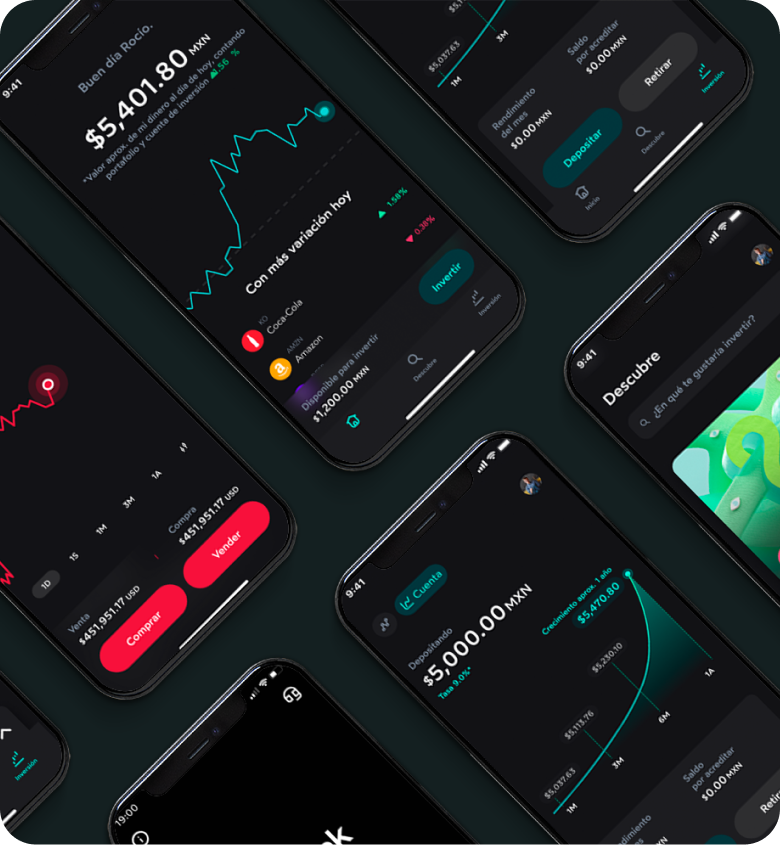 9:41
Buen día Rocío.
$5,401.80 MXN
*Valor aprox. de mi dinero al día de hoy, contando
portafolio y cuenta de inversión
Con más variación hoy
KO
Coca-Cola
1.58%
AMZN
Amazon
0.38%
Disponible para invertir
$1,200.00 MXN
Invertir
Descubre
Inversión
$5,037.63
1M
3M
Rendimiento
del mes
$0.00 MXN
Saldo
por acreditar
$0.00 MXN
Depositar
Retirar
Inicio
Descubre
Inversión
9:41
Descubre
¿En qué te gustaría invertir?
1D
1S
1M
3M
1A
Venta
$451,951.17 USD
Compra
$451,951.17 USD
Comprar
Vender
9:41
Cuenta
Depositando
$5,000.00 MXN
Tasa 9.0%*
Crecimiento aprox. 1 año
$5,470.80
$5,230.10
$5,113.76
$5,037.63
1M
3M
6M
1A
Saldo
por acreditar
$0.00 MXN
Inversión
19:00